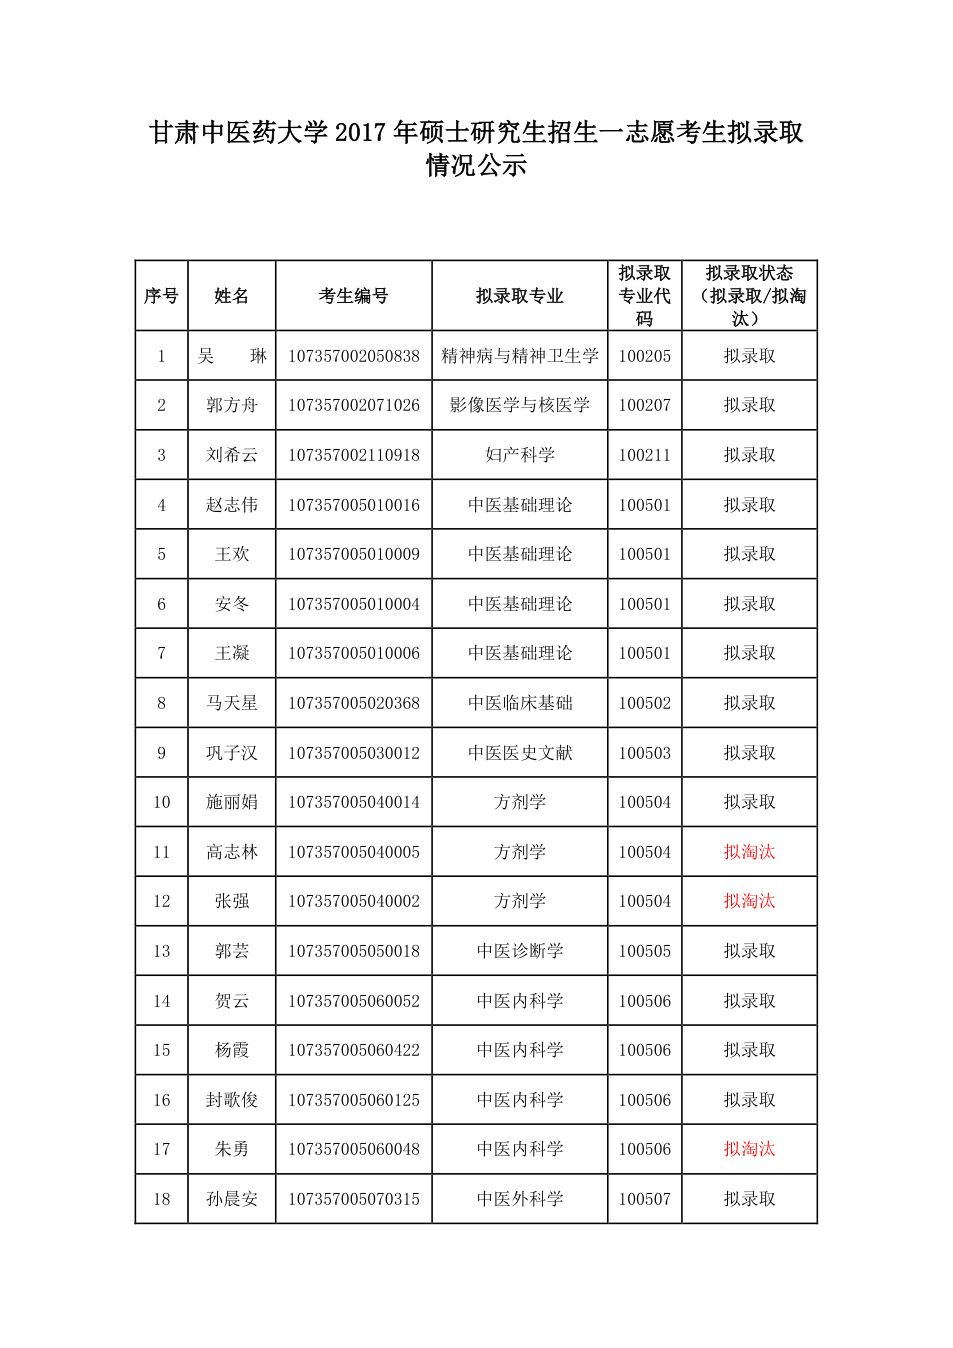 甘肃中医药大学 2017 年硕士研究生招生一志愿考生拟录取
情况公示
序号 姓名 考生编号 拟录取专业 拟录取专业代码 拟录取状态（拟录取/拟淘汰）
1 吴　　琳 107357002050838 精神病与精神卫生学 100205 拟录取
2 郭方舟 107357002071026 影像医学与核医学 100207 拟录取
3 刘希云 107357002110918 妇产科学 100211 拟录取
4 赵志伟 107357005010016 中医基础理论 100501 拟录取
5 王欢 107357005010009 中医基础理论 100501 拟录取
6 安冬 107357005010004 中医基础理论 100501 拟录取
7 王凝 107357005010006 中医基础理论 100501 拟录取
8 马天星 107357005020368 中医临床基础 100502 拟录取
9 巩子汉 107357005030012 中医医史文献 100503 拟录取
10 施丽娟 107357005040014 方剂学 100504 拟录取
11 高志林 107357005040005 方剂学 100504 拟淘汰
12 张强 107357005040002 方剂学 100504 拟淘汰
13 郭芸 107357005050018 中医诊断学 100505 拟录取
14 贺云 107357005060052 中医内科学 100506 拟录取
15 杨霞 107357005060422 中医内科学 100506 拟录取
16 封歌俊 107357005060125 中医内科学 100506 拟录取
17 朱勇 107357005060048 中医内科学 100506 拟淘汰
18 孙晨安 107357005070315 中医外科学 100507 拟录取